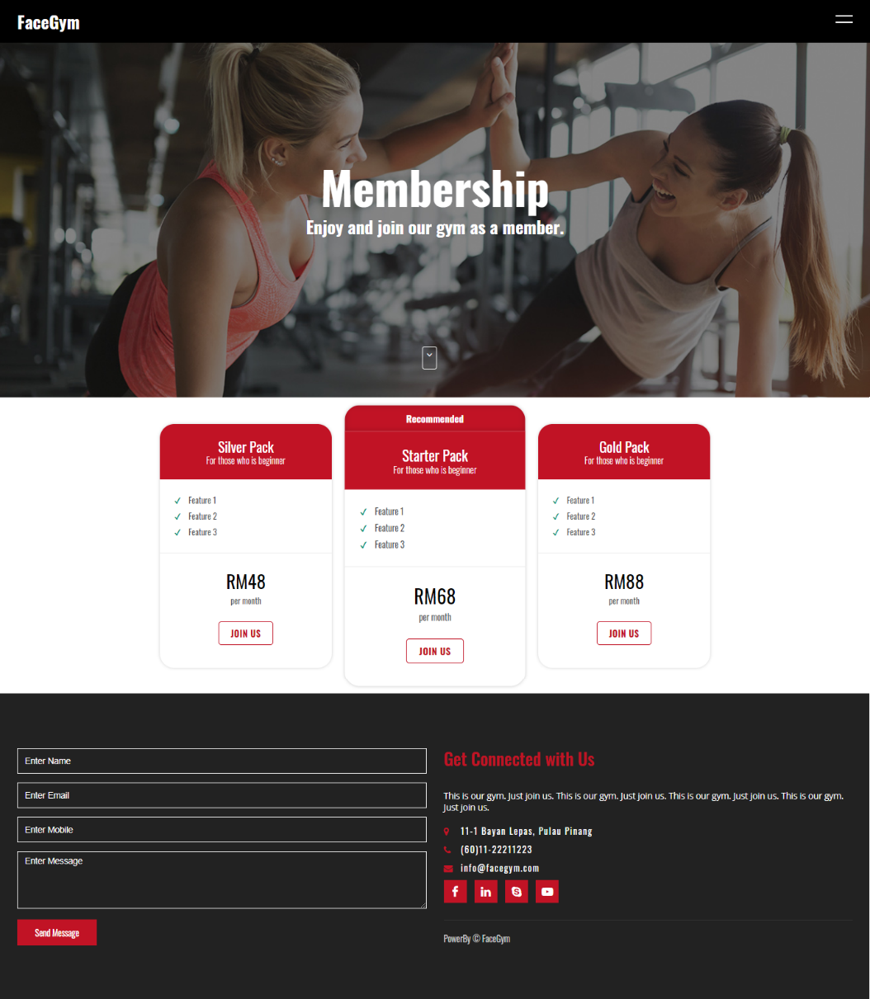 FaceGym
Membership
Enjoy and join our gym as a member.
Silver Pack
For those who is beginner
Feature 1
Feature 2
Feature 3
RM48
per month
JOIN US
Recommended
Starter Pack
For those who is beginner
Feature 1
Feature 2
Feature 3
RM68
per month
JOIN US
Gold Pack
For those who is beginner
Feature 1
Feature 2
Feature 3
RM88
per month
JOIN US
Enter Name
Enter Email
Enter Mobile
Enter Message
Send Message
Get Connected with Us
This is our gym. Just join us. This is our gym. Just join us. This is our gym. Just join us. This is our gym.
Just join us.
11-1 Bayan Lepas, Pulau Pinang
(60)11-22211223
info@facegym.com
PowerBy © FaceGym